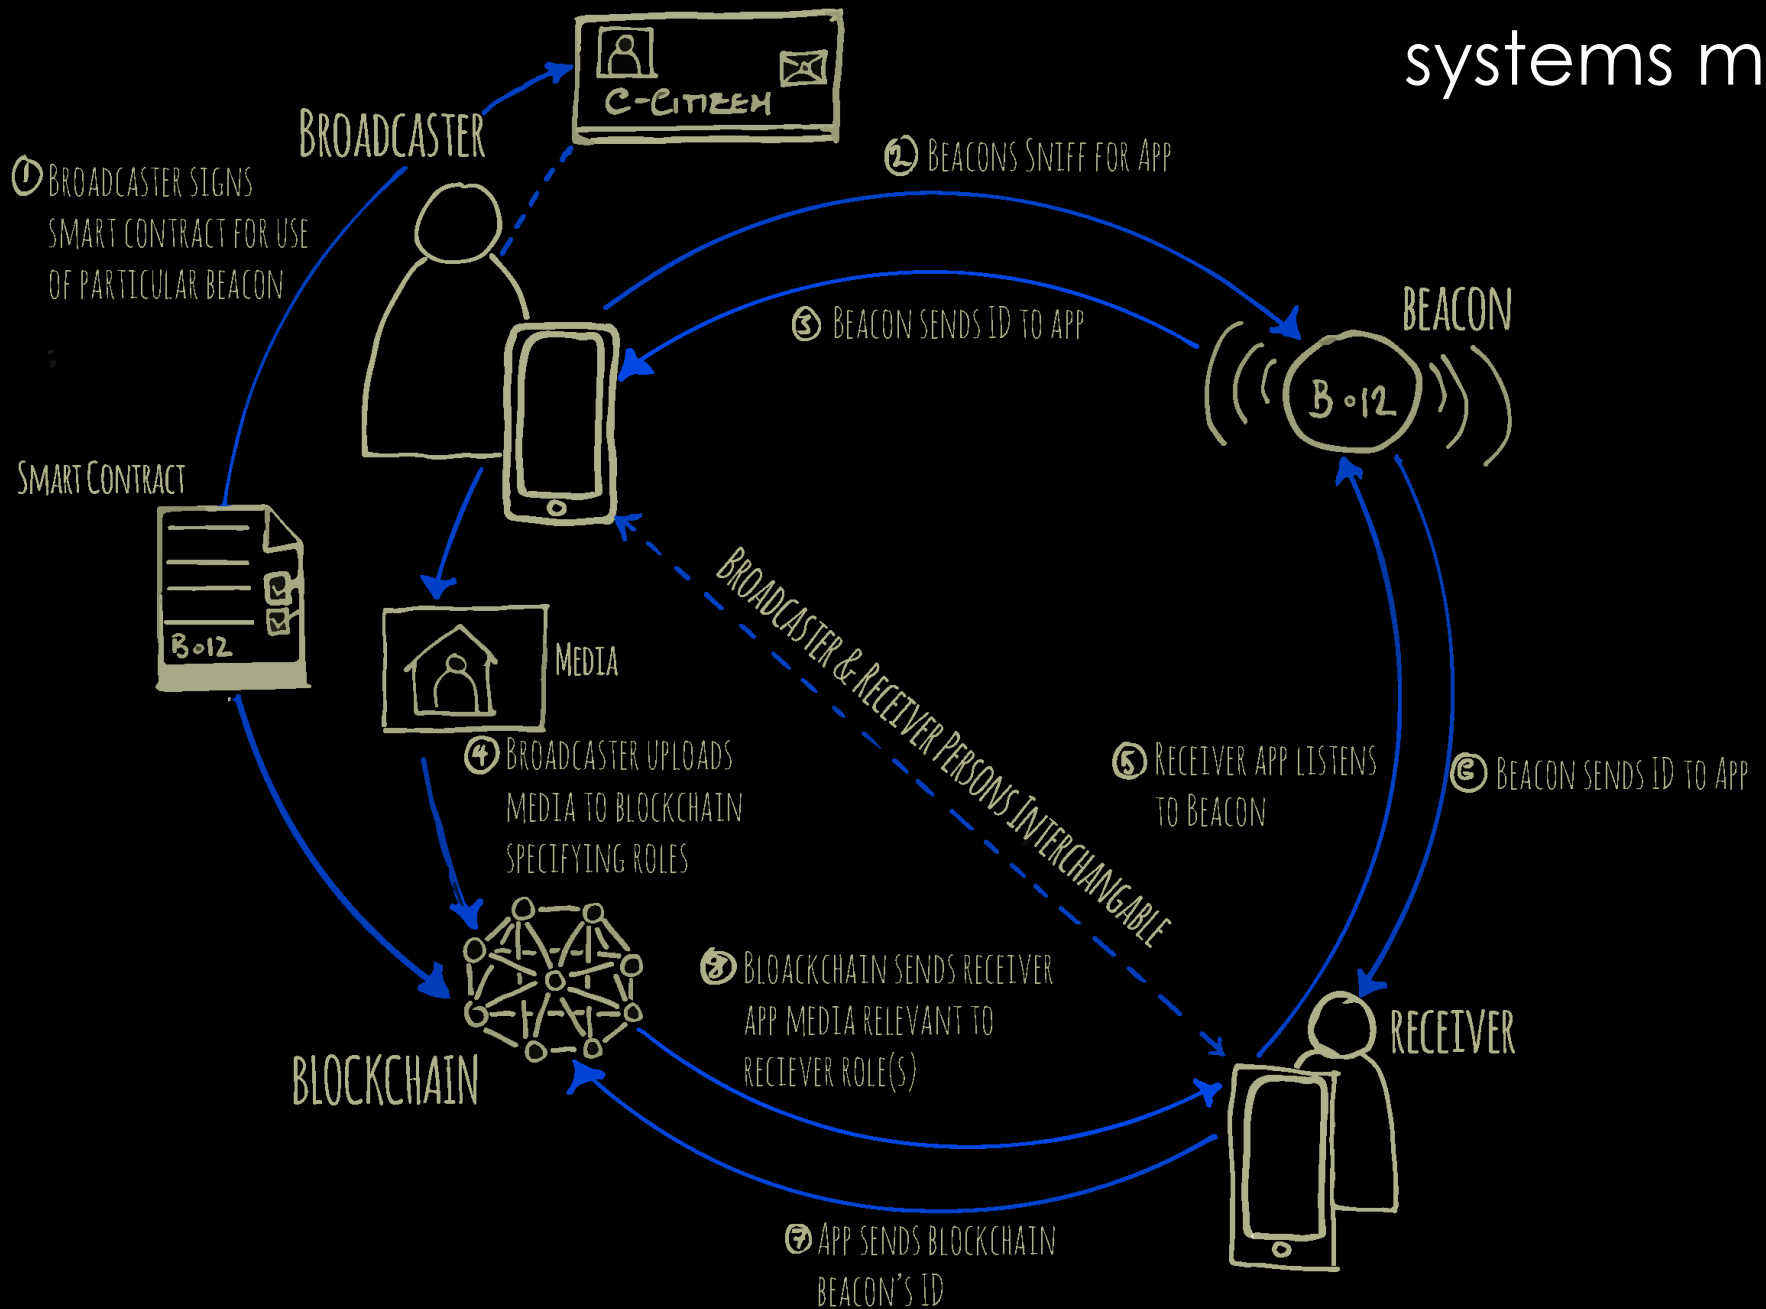 systems m
C-CITIZEN
BROADCASTER
① BROADCASTER SIGNS
SMART CONTRACT FOR USE
OF PARTICULAR BEACON
② BEACONS SNIFF FOR APP
③ BEACON SENDS ID TO APP
BEACON
B.12
SMART CONTRACT
B.12
MEDIA
④ BROADCASTER UPLOADS
MEDIA TO BLOCKCHAIN
SPECIFYING ROLES
BROADCASTER & RECEIVER PERSONS INTERCHANGABLE
⑤ RECEIVER APP LISTENS
TO BEACON
⑥ BEACON SENDS ID TO APP
⑧ BLOACKCHAIN SENDS RECEIVER
APP MEDIA RELEVANT TO
RECIEVER ROLE(S)
BLOCKCHAIN
RECEIVER
⑦ APP SENDS BLOCKCHAIN
BEACON'S ID